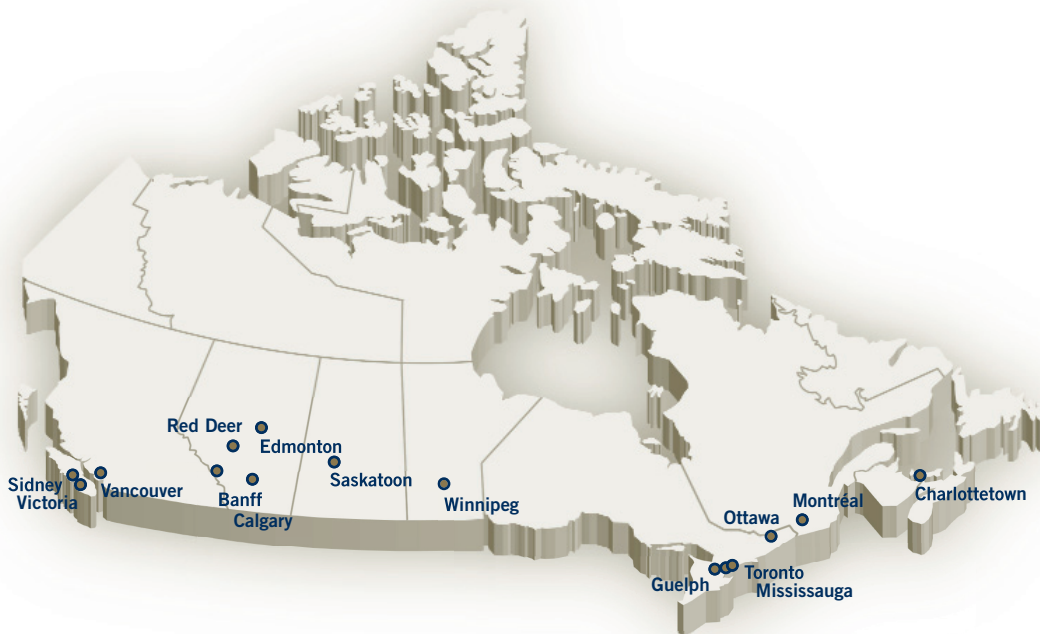 Red Deer
Edmonton
Sidney
Victoria
Vancouver
Banff
Calgary
Saskatoon
Winnipeg
Ottawa
Montréal
Charlottetown
Guelph
Toronto
Mississauga